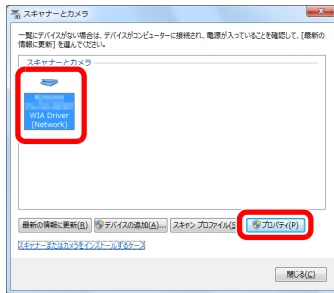 スキャナーとカメラ
一覧にデバイスがない場合は、デバイスがコンピューターに接続され、電源が入っていることを確認して、[最新の
情報に更新] を選んでください。
スキャナーとカメラ
WIA Driver
(Network)
最新の情報に更新(R)
デバイスの追加(A)...
スキャン プロファイル(S
プロパティ(P)
スキャナーまたはカメラをインストールするケース
閉じる(C)